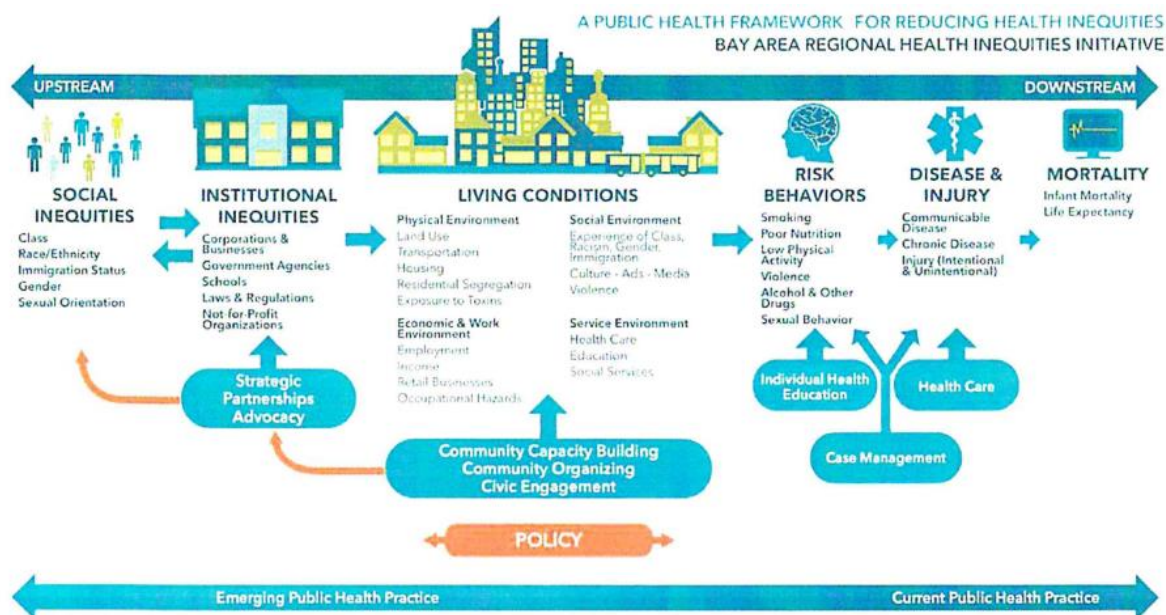 A PUBLIC HEALTH FRAMEWORK FOR REDUCING HEALTH INEQUITIES
BAY AREA REGIONAL HEALTH INEQUITIES INITIATIVE
UPSTREAM
DOWNSTREAM
SOCIAL
INEQUITIES
Class
Race/Ethnicity
Immigration Status
Gender
Sexual Orientation
INSTITUTIONAL
INEQUITIES
Corporations &
Businesses
Government Agencies
Schools
Laws & Regulations
Not-for-Profit
Organizations
LIVING CONDITIONS
Physical Environment
Land Use
Transportation
Housing
Residential Segregation
Exposure to Toxins
Economic & Work
Environment
Employment
Income
Retail Businesses
Occupational Hazards
Social Environment
Experience of Class,
Racism, Gender,
Immigration
Culture - Ads - Media
Violence
Service Environment
Health Care
Education
Social Services
RISK
BEHAVIORS
Smoking
Poor Nutrition
Low Physical
Activity
Violence
Alcohol & Other
Drugs
Sexual Behavior
DISEASE &
INJURY
Communicable
Disease
Chronic Disease
Injury (Intentional
& Unintentional)
MORTALITY
Infant Mortality
Life Expectancy
Strategic
Partnerships
Advocacy
Community Capacity Building
Community Organizing
Civic Engagement
Individual Health
Education
Health Care
Case Management
POLICY
Emerging Public Health Practice
Current Public Health Practice